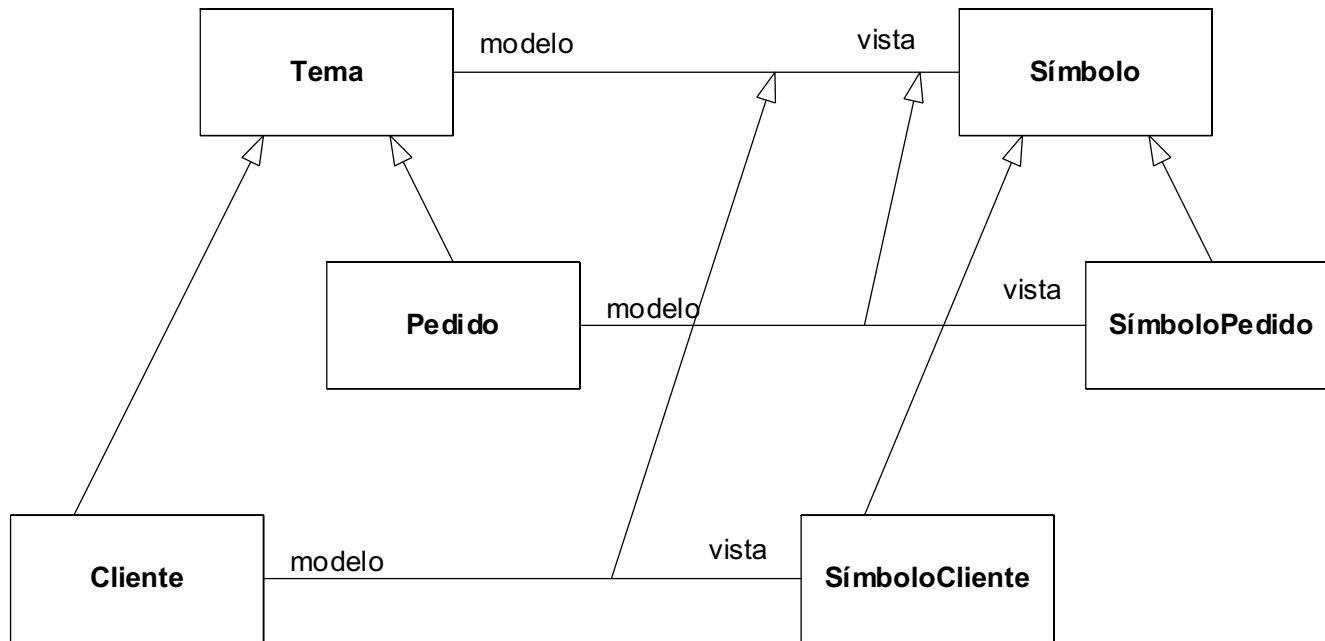 modelo
vista
Tema
Símbolo
Pedido
modelo
vista
SímboloPedido
Cliente
modelo
vista
SímboloCliente